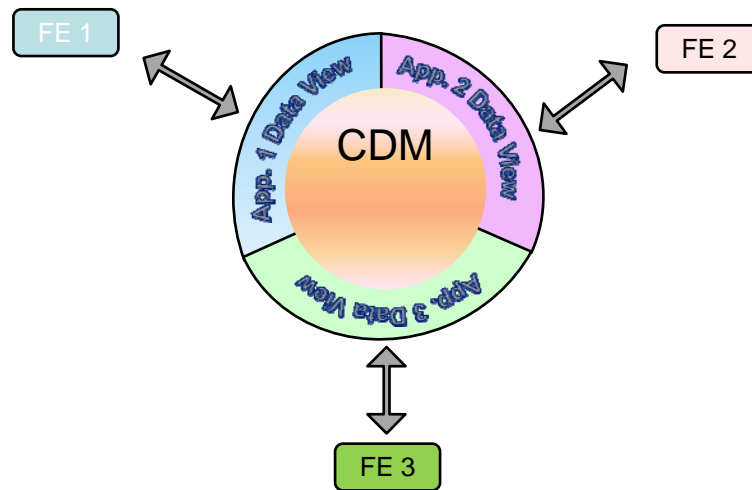 FE 1
FE 2
App. 1 Data View
App. 2 Data View
CDM
App. 3 Data View
FE 3